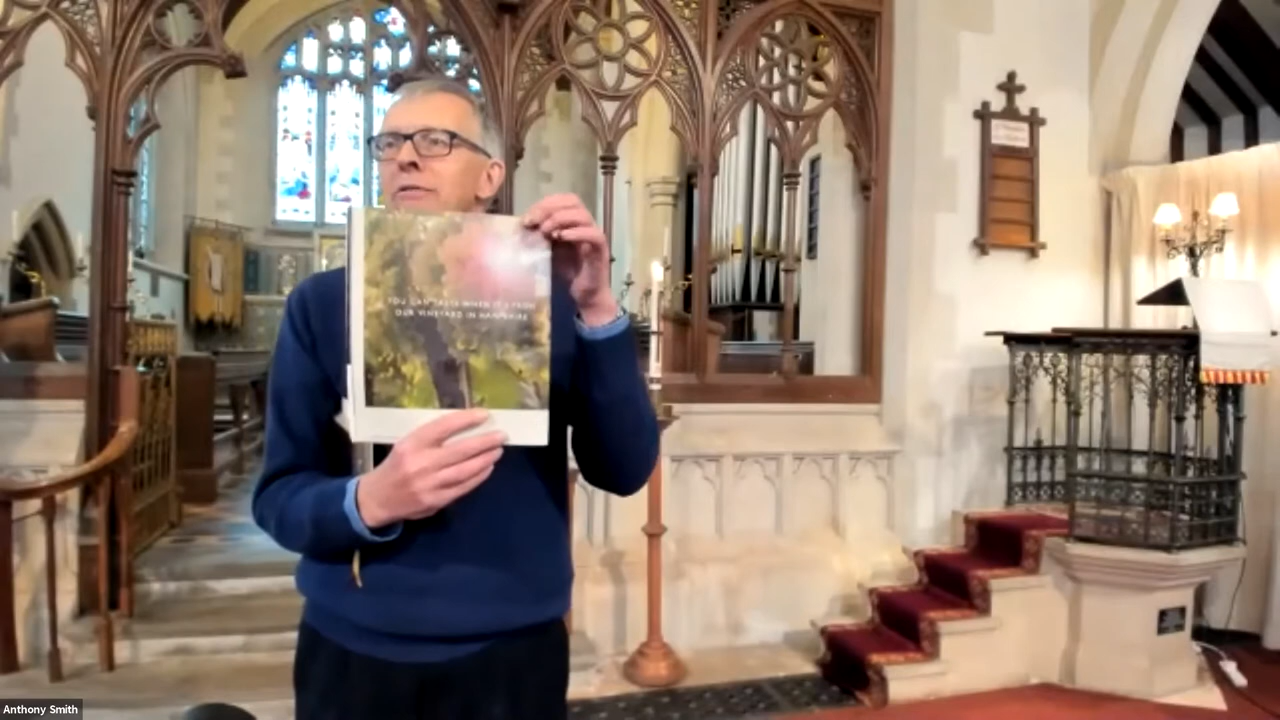 YOU CAN TASTE WHEN IT'S FROM
OUR VINEYARD IN HAMPSHIRE
Anthony Smith